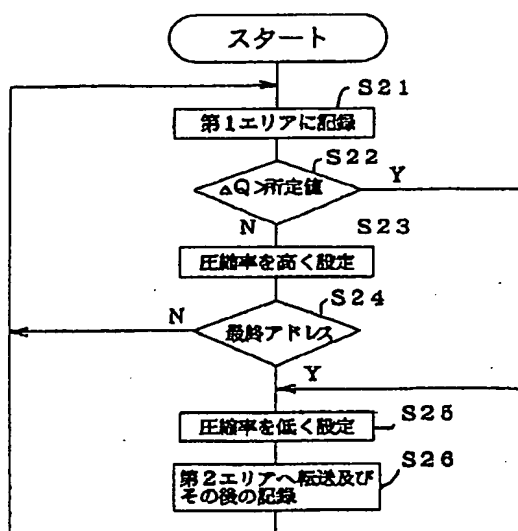 スタート
S21
第1エリアに記録
S22
△Q>所定値
Y
N
S23
圧縮率を高く設定
S24
N
最終アドレス
Y
S25
圧縮率を低く設定
S26
第2エリアへ転送及び
その後の記録